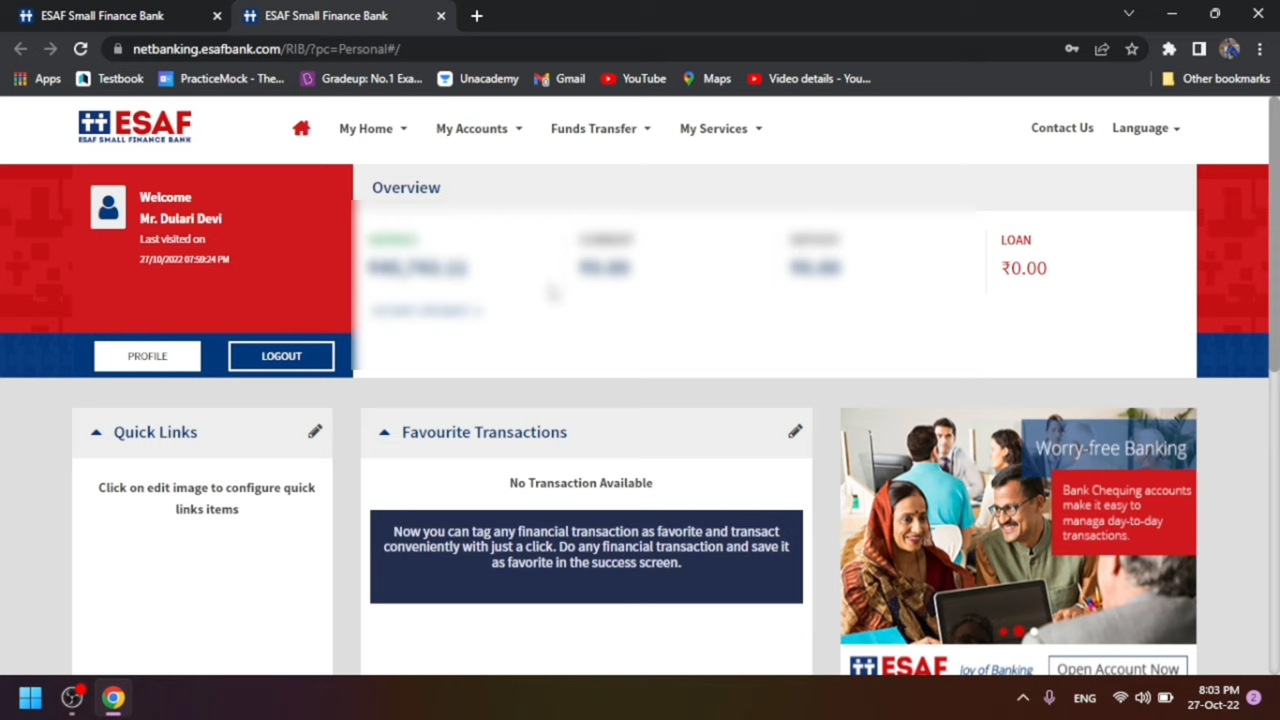 ESAF Small Finance Bank
ESAF Small Finance Bank
netbanking.esafbank.com/RIB/?pc=Personal#/
Apps
Testbook
PracticeMock - The...
Gradeup: No.1 Exa...
Unacademy
Gmail
YouTube
Maps
Video details - You...
Other bookmarks
ESAF
ESAF SMALL FINANCE BANK
My Home
My Accounts
Funds Transfer
My Services
Contact Us
Language
Welcome
Mr. Dulari Devi
Last visited on
27/10/2022 07:59:24 PM
PROFILE
LOGOUT
Overview
LOAN
₹0.00
Quick Links
Click on edit image to configure quick
links items
Favourite Transactions
No Transaction Available
Now you can tag any financial transaction as favorite and transact
conveniently with just a click. Do any financial transaction and save it
as favorite in the success screen.
Worry-free Banking
Bank Chequing accounts
make it easy to
managa day-to-day
transactions.
ESAF
Joy of Banking
Open Account Now
ENG
8:03 PM
27-Oct-22
2